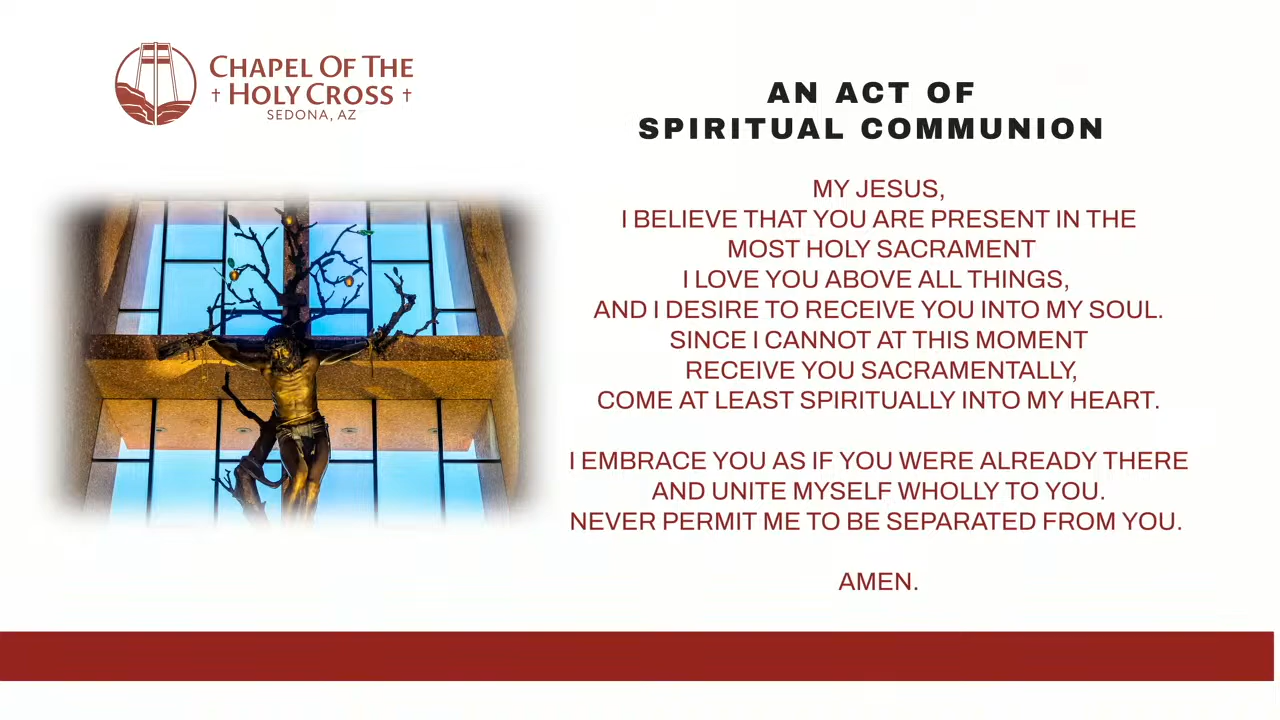 CHAPEL OF THE
† HOLY CROSS †
SEDONA, AZ
AN ACT OF
SPIRITUAL COMMUNION
MY JESUS,
I BELIEVE THAT YOU ARE PRESENT IN THE
MOST HOLY SACRAMENT
I LOVE YOU ABOVE ALL THINGS,
AND I DESIRE TO RECEIVE YOU INTO MY SOUL.
SINCE I CANNOT AT THIS MOMENT
RECEIVE YOU SACRAMENTALLY,
COME AT LEAST SPIRITUALLY INTO MY HEART.
I EMBRACE YOU AS IF YOU WERE ALREADY THERE
AND UNITE MYSELF WHOLLY TO YOU.
NEVER PERMIT ME TO BE SEPARATED FROM YOU.
AMEN.